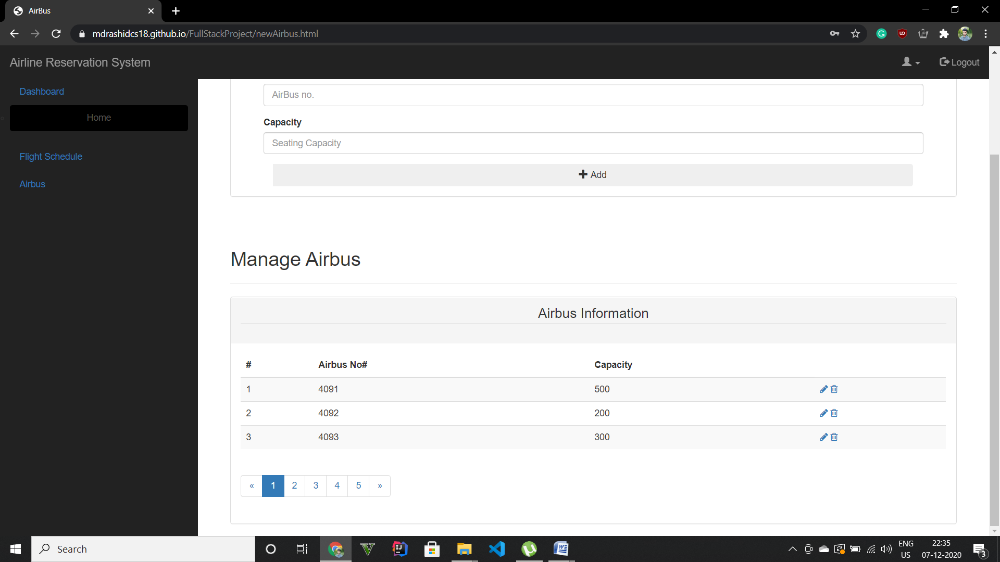 AirBus
mdrashidcs18.github.io/FullStackProject/newAirbus.html
Airline Reservation System
Logout
Dashboard
Home
Flight Schedule
Airbus
AirBus no.
Capacity
Seating Capacity
Add
Manage Airbus
Airbus Information
# Airbus No# Capacity
1 4091 500
2 4092 200
3 4093 300
« 1 2 3 4 5 »
Search
ENG
US
22:35
07-12-2020
3